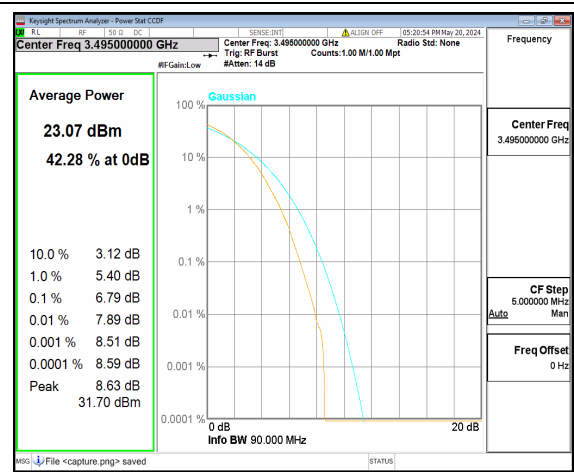 Keysight Spectrum Analyzer - Power Stat CCDF
RL RF 50 Ω DC SENSE:INT ALIGN OFF 05:20:54 PM May 20, 2024
Center Freq 3.495000000 GHz
Center Freq: 3.495000000 GHz Radio Std: None
Trig: RF Burst Counts:1.00 M/1.00 Mpt
#IFGain:Low #Atten: 14 dB
Frequency
Average Power
23.07 dBm
42.28 % at 0dB
10.0 % 3.12 dB
1.0 % 5.40 dB
0.1 % 6.79 dB
0.01 % 7.89 dB
0.001 % 8.51 dB
0.0001 % 8.59 dB
Peak 8.63 dB
31.70 dBm
Gaussian
100 %
10 %
1 %
0.1 %
0.01 %
0.001 %
0.0001 %
0 dB 20 dB
Info BW 90.000 MHz
Center Freq
3.495000000 GHz
CF Step
5.000000 MHz
Auto Man
Freq Offset
0 Hz
MSG File <capture.png> saved STATUS